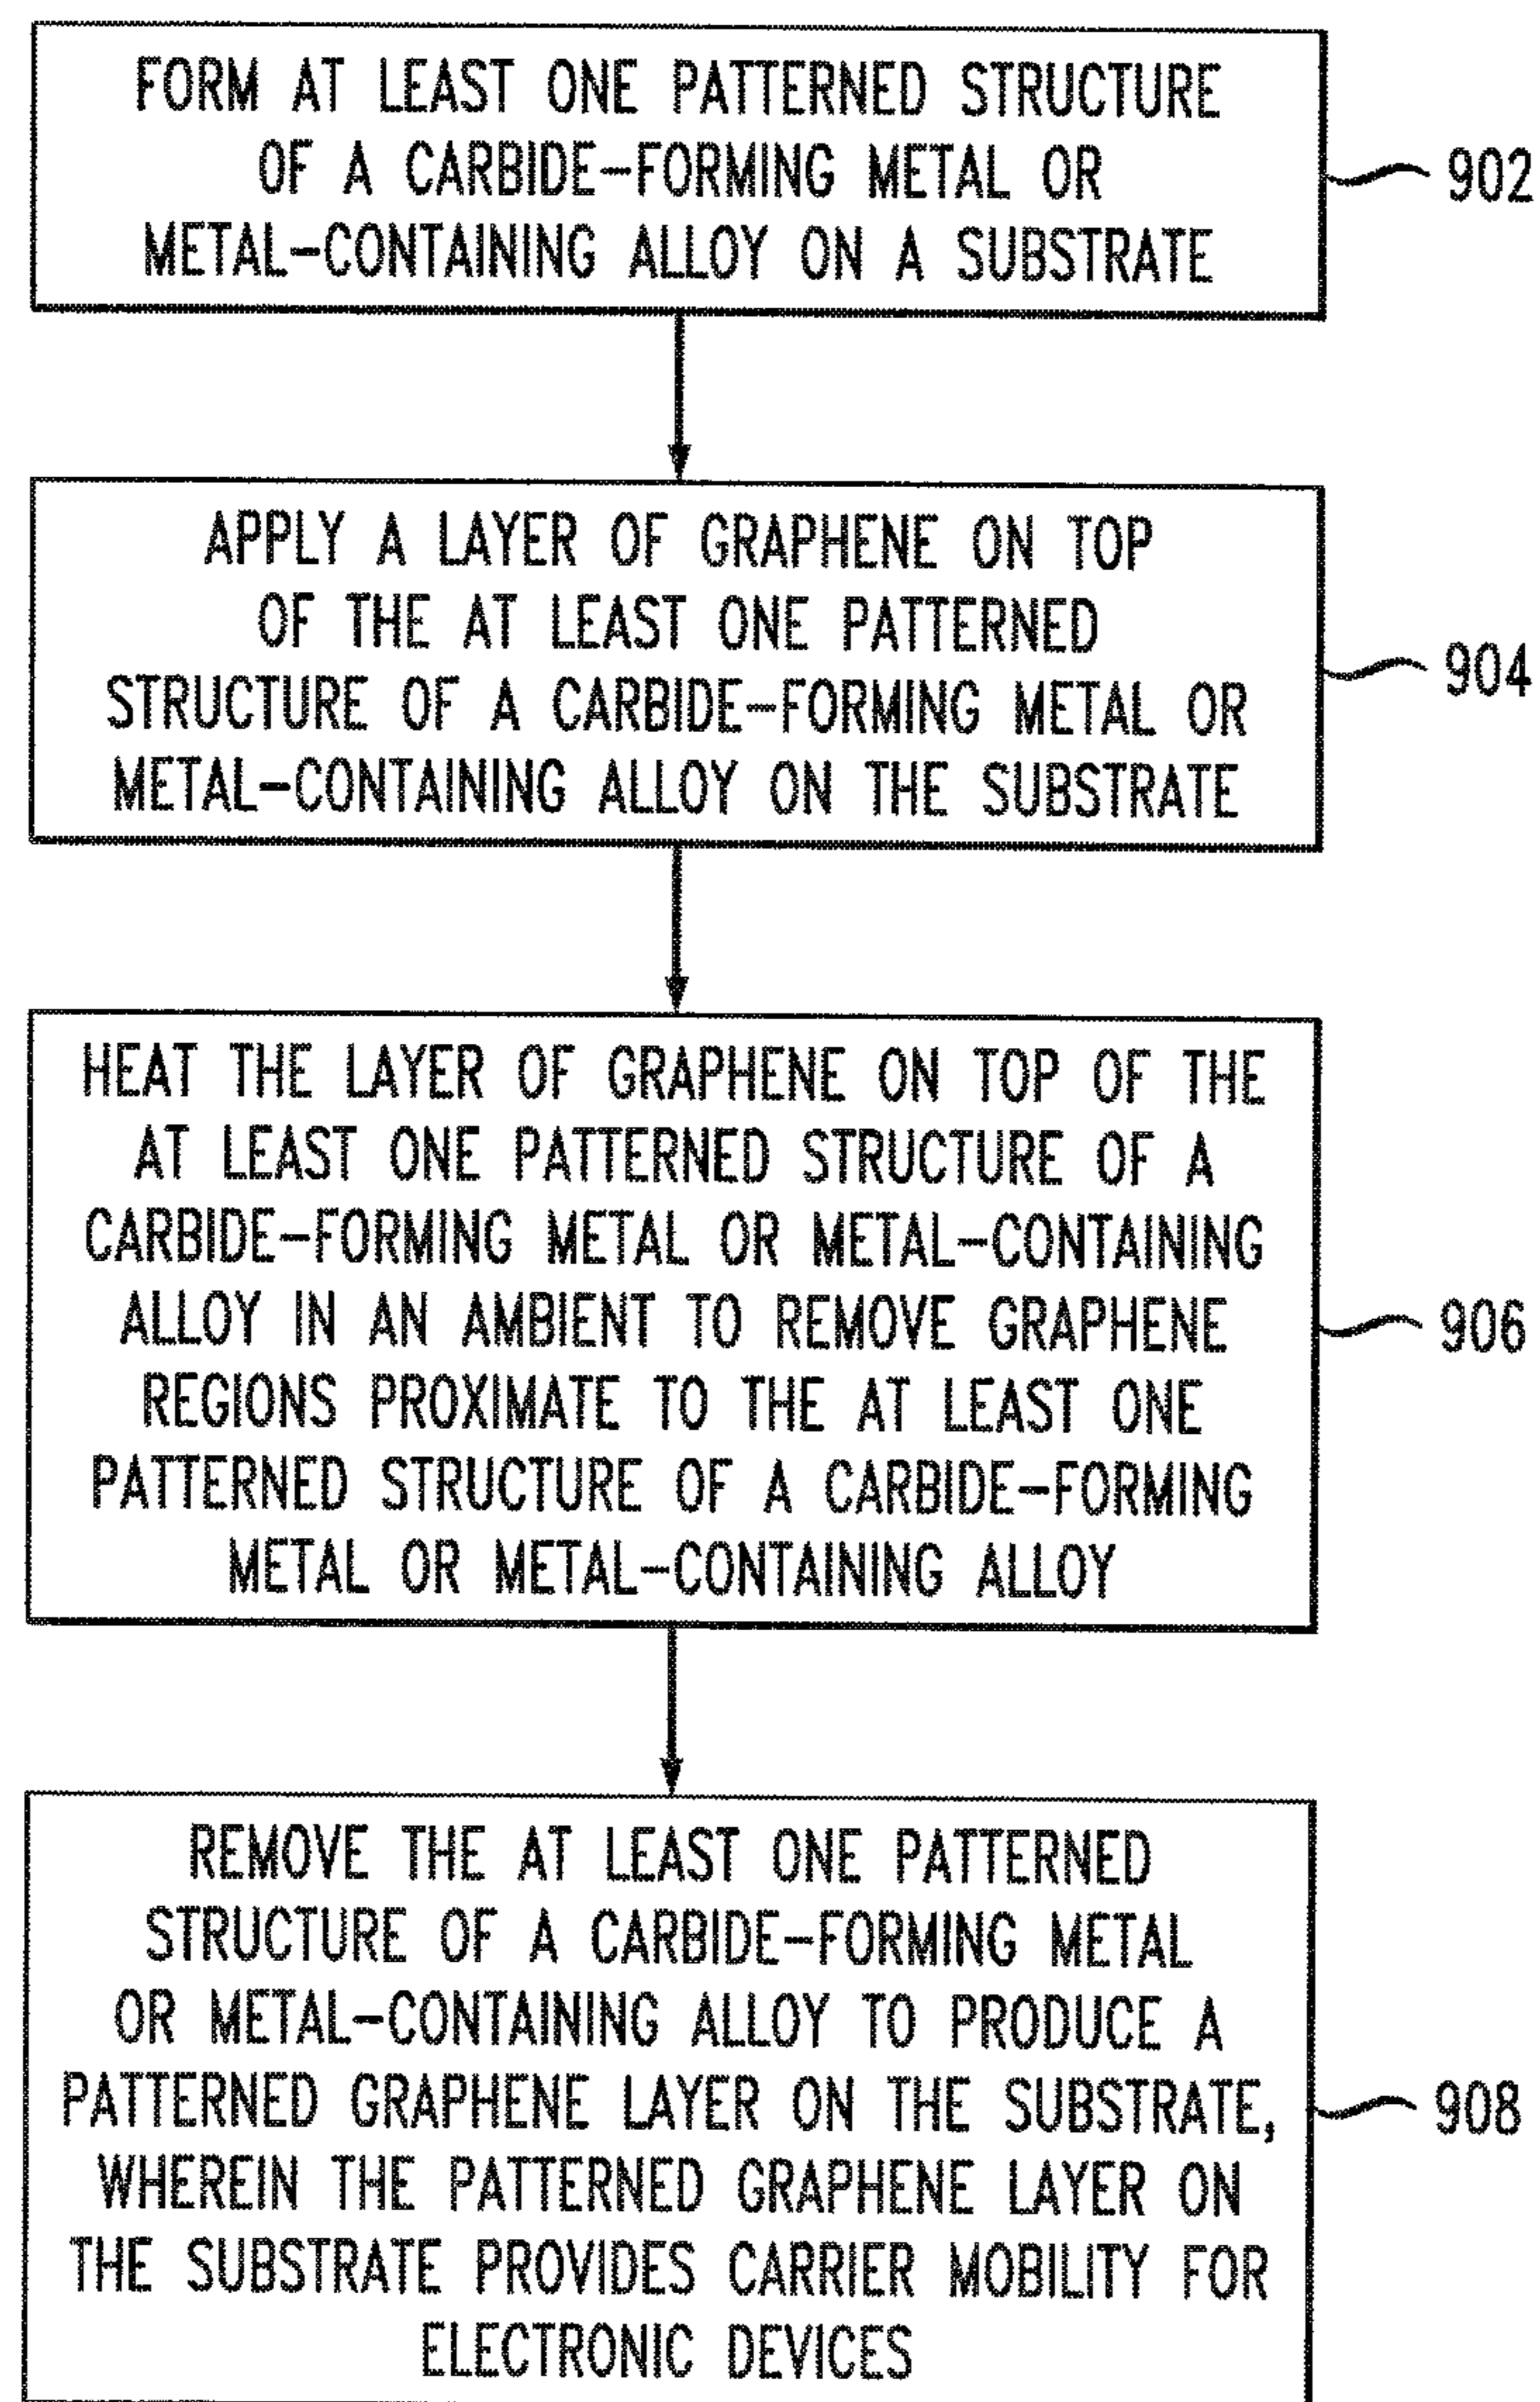 FORM AT LEAST ONE PATTERNED STRUCTURE
OF A CARBIDE-FORMING METAL OR
METAL-CONTAINING ALLOY ON A SUBSTRATE
902
APPLY A LAYER OF GRAPHENE ON TOP
OF THE AT LEAST ONE PATTERNED
STRUCTURE OF A CARBIDE-FORMING METAL OR
METAL-CONTAINING ALLOY ON THE SUBSTRATE
904
HEAT THE LAYER OF GRAPHENE ON TOP OF THE
AT LEAST ONE PATTERNED STRUCTURE OF A
CARBIDE-FORMING METAL OR METAL-CONTAINING
ALLOY IN AN AMBIENT TO REMOVE GRAPHENE
REGIONS PROXIMATE TO THE AT LEAST ONE
PATTERNED STRUCTURE OF A CARBIDE-FORMING
METAL OR METAL-CONTAINING ALLOY
906
REMOVE THE AT LEAST ONE PATTERNED
STRUCTURE OF A CARBIDE-FORMING METAL
OR METAL-CONTAINING ALLOY TO PRODUCE A
PATTERNED GRAPHENE LAYER ON THE SUBSTRATE,
WHEREIN THE PATTERNED GRAPHENE LAYER ON
THE SUBSTRATE PROVIDES CARRIER MOBILITY FOR
ELECTRONIC DEVICES
908